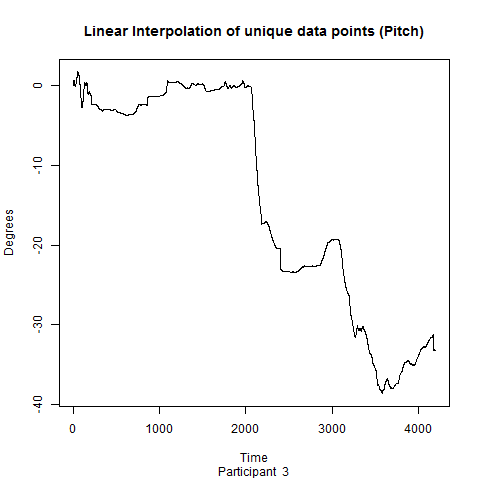 Linear Interpolation of unique data points (Pitch)
0
-10
-20
-30
-40
Degrees
0 1000 2000 3000 4000
Time
Participant 3